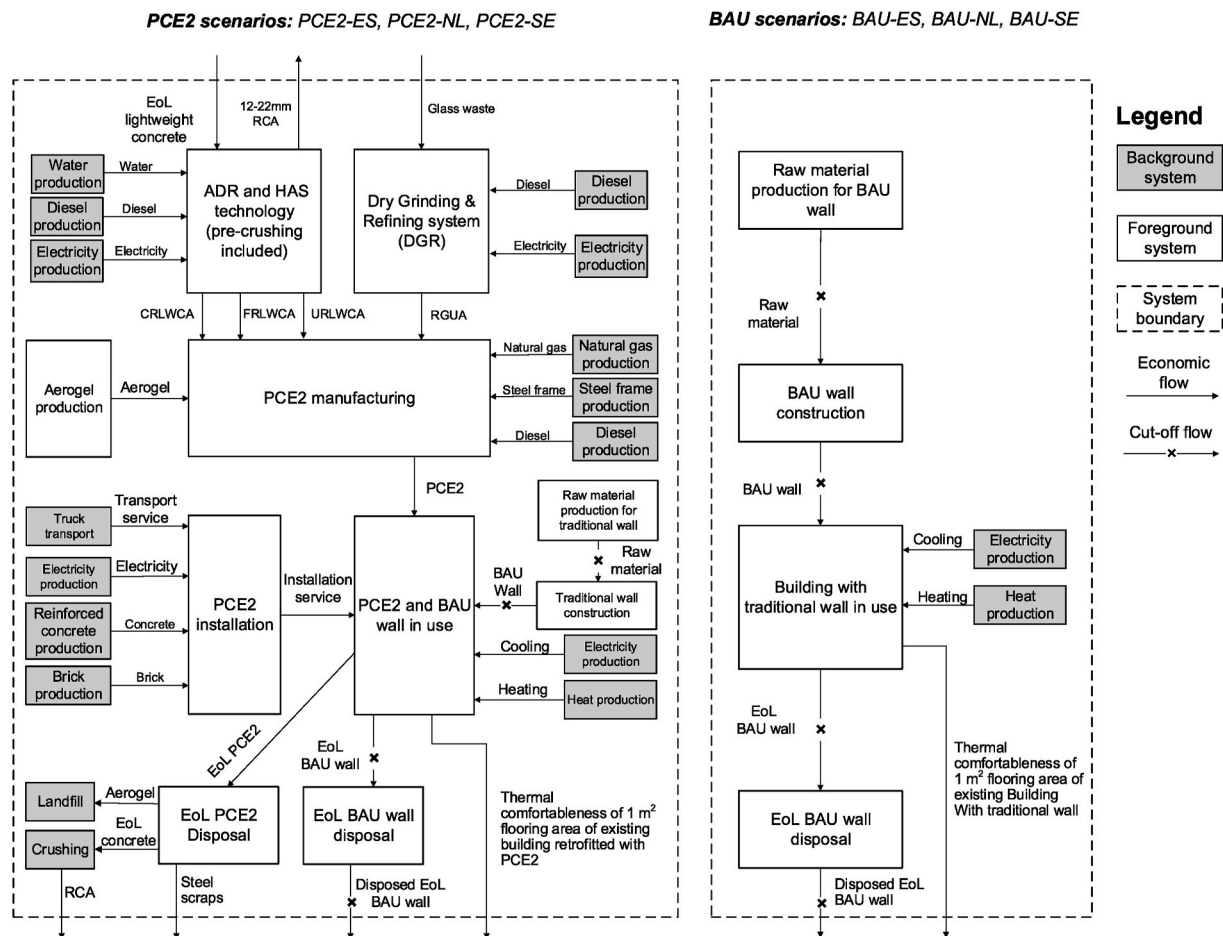 PCE2 scenarios: PCE2-ES, PCE2-NL, PCE2-SE
BAU scenarios: BAU-ES, BAU-NL, BAU-SE
EoL
lightweight
concrete
12-22mm
RCA
Glass waste
Water
production
Water
Diesel
production
Diesel
Electricity
production
Electricity
ADR and HAS
technology
(pre-crushing
included)
Dry Grinding &
Refining system
(DGR)
Diesel
Diesel
production
Electricity
Electricity
production
CRLWCA
FRLWCA
URLWCA
RGUA
Aerogel
production
Aerogel
PCE2 manufacturing
Natural gas
Natural gas
production
Steel frame
Steel frame
production
Diesel
Diesel
production
PCE2
Truck
transport
Transport
service
Electricity
production
Electricity
Reinforced
concrete
production
Concrete
Brick
production
Brick
PCE2
installation
Installation
service
PCE2 and BAU
wall in use
Raw material
production for
traditional wall
Raw
material
BAU
Wall
Traditional wall
construction
Cooling
Electricity
production
Heating
Heat production
EoL PCE2
EoL
BAU wall
Landfill
Aerogel
Crushing
EoL
concrete
EoL PCE2
Disposal
EoL BAU wall
disposal
Thermal
comfortableness of 1 m²
flooring area of existing
building retrofitted with
PCE2
RCA
Steel
scraps
Disposed EoL
BAU wall
Raw material
production for BAU
wall
Raw
material
BAU wall
construction
BAU wall
Building with
traditional wall in use
Cooling
Electricity
production
Heating
Heat
production
EoL
BAU wall
EoL BAU wall
disposal
Thermal
comfortableness of
1 m² flooring area of
existing Building
With traditional wall
Disposed EoL
BAU wall
Legend
Background
system
Foreground
system
System
boundary
Economic
flow
Cut-off flow